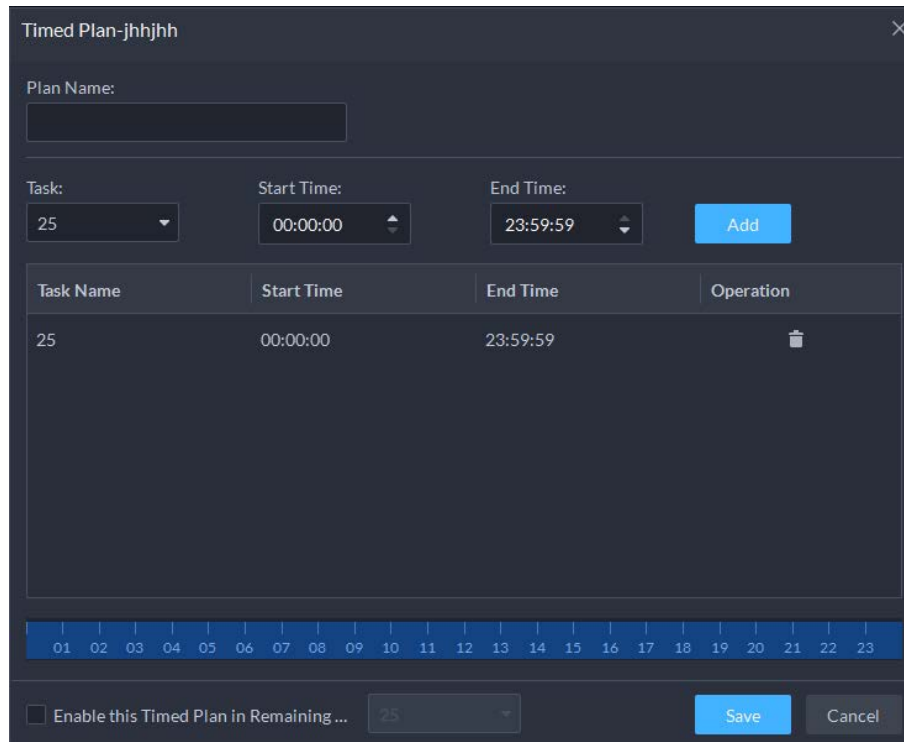 Timed Plan-jhhjhh
Plan Name:
Task: Start Time: End Time:
25 00:00:00 23:59:59 Add
Task Name Start Time End Time Operation
25 00:00:00 23:59:59
01 02 03 04 05 06 07 08 09 10 11 12 13 14 15 16 17 18 19 20 21 22 23
Enable this Timed Plan in Remaining ... 25 Save Cancel